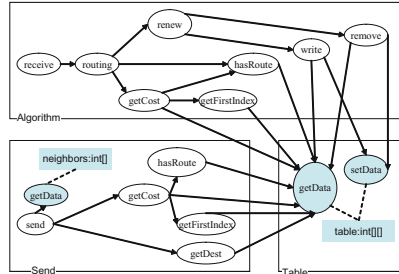 renew
remove
write
receive
routing
hasRoute
getCost
getFirstIndex
Algorithm
neighbors:int[]
hasRoute
getData
getCost
getData
setData
send
getFirstIndex
table:int[][]
getDest
Send
Table